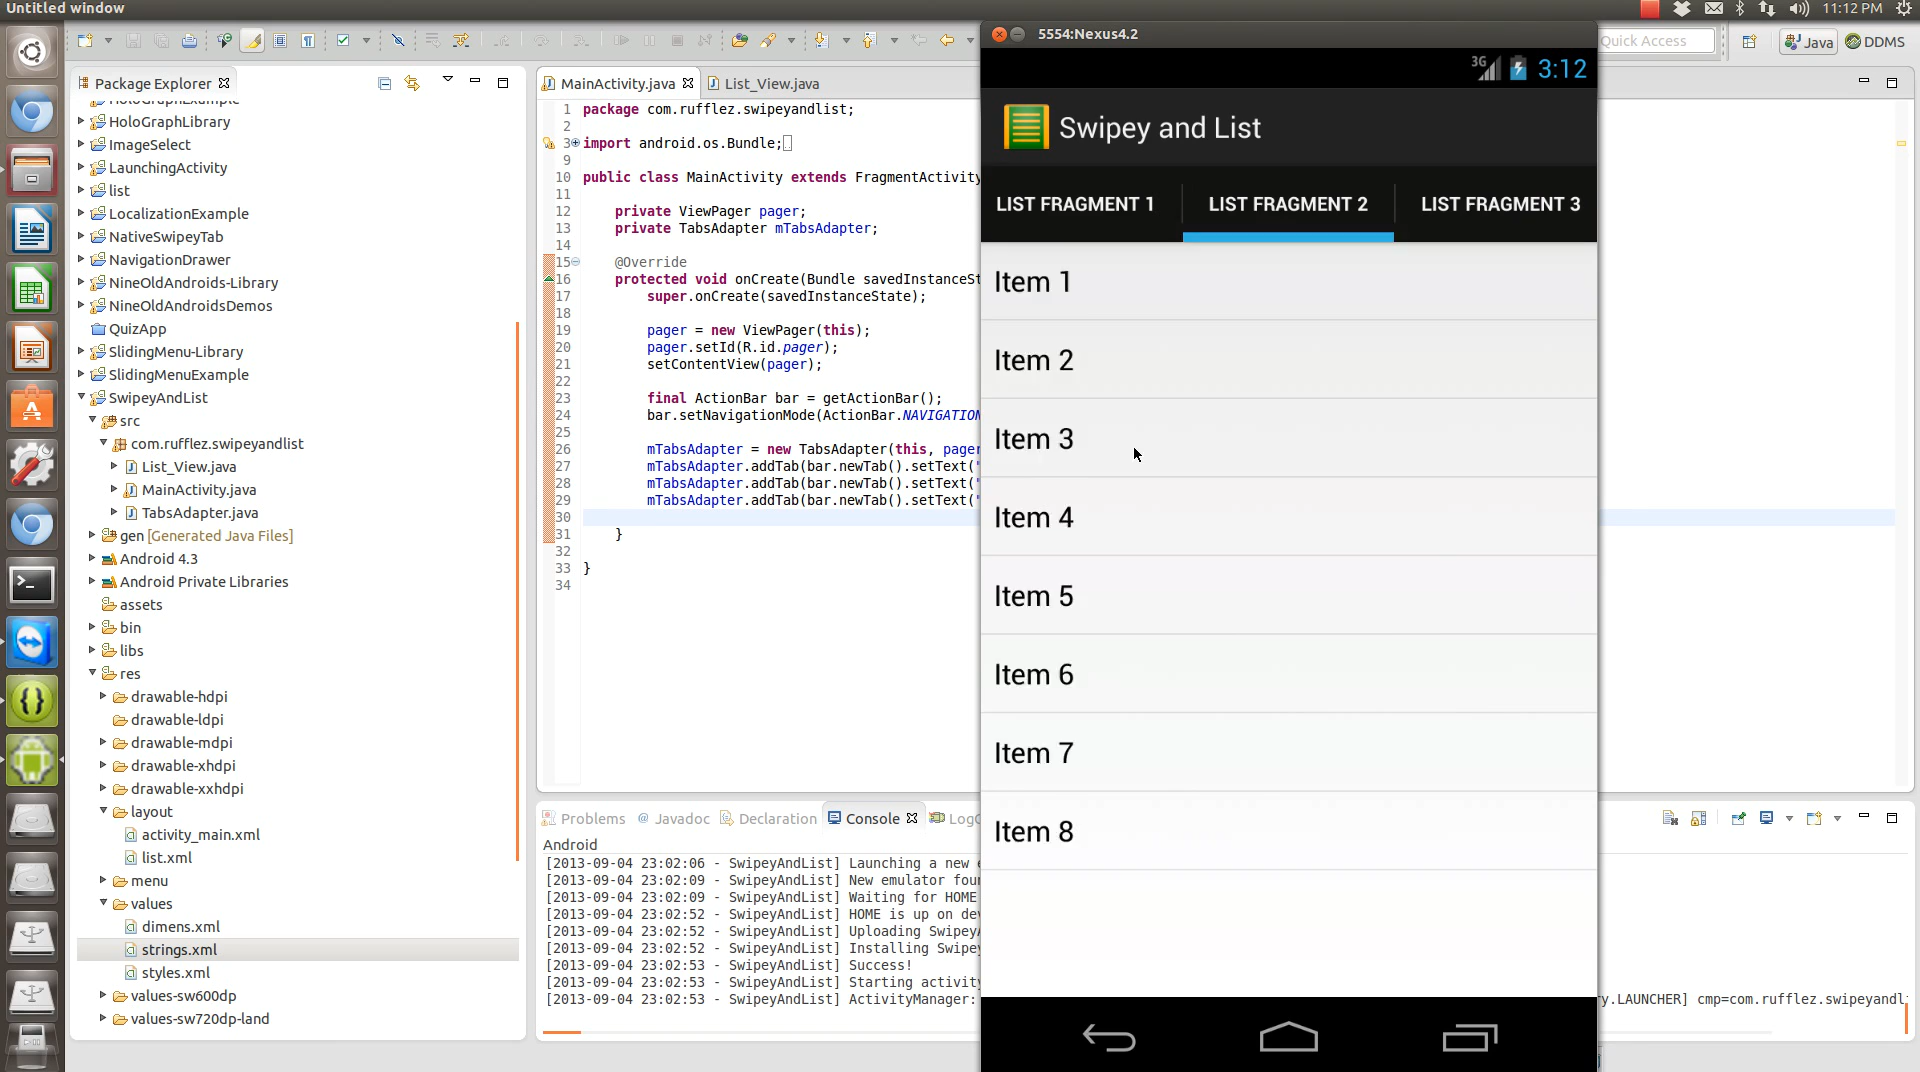 Untitled window
11:12 PM
Quick Access
Java
DDMS
Package Explorer
HoloGraphExample
HoloGraphLibrary
ImageSelect
LaunchingActivity
list
LocalizationExample
NativeSwipeyTab
NavigationDrawer
NineOldAndroids-Library
NineOldAndroidsDemos
QuizApp
SlidingMenu-Library
SlidingMenuExample
SwipeyAndList
src
com.rufflez.swipeyandlist
List_View.java
MainActivity.java
TabsAdapter.java
gen [Generated Java Files]
Android 4.3
Android Private Libraries
assets
bin
libs
res
drawable-hdpi
drawable-ldpi
drawable-mdpi
drawable-xhdpi
drawable-xxhdpi
layout
activity_main.xml
list.xml
menu
values
dimens.xml
strings.xml
styles.xml
values-sw600dp
values-sw720dp-land
MainActivity.java
List_View.java
1 package com.rufflez.swipeyandlist;
2
3 import android.os.Bundle;
9
10 public class MainActivity extends FragmentActivity
11
12 private ViewPager pager;
13 private TabsAdapter mTabsAdapter;
14
15 @Override
16 protected void onCreate(Bundle savedInstanceSt
17 super.onCreate(savedInstanceState);
18
19 pager = new ViewPager(this);
20 pager.setId(R.id.pager);
21 setContentView(pager);
22
23 final ActionBar bar = getActionBar();
24 bar.setNavigationMode(ActionBar.NAVIGATION
25
26 mTabsAdapter = new TabsAdapter(this, pager
27 mTabsAdapter.addTab(bar.newTab().setText("
28 mTabsAdapter.addTab(bar.newTab().setText("
29 mTabsAdapter.addTab(bar.newTab().setText("
30
31 }
32
33 }
34
Problems
@ Javadoc
Declaration
Console
LogC
Android
[2013-09-04 23:02:06 - SwipeyAndList] Launching a new e
[2013-09-04 23:02:09 - SwipeyAndList] New emulator foun
[2013-09-04 23:02:09 - SwipeyAndList] Waiting for HOME
[2013-09-04 23:02:52 - SwipeyAndList] HOME is up on dev
[2013-09-04 23:02:52 - SwipeyAndList] Uploading SwipeyA
[2013-09-04 23:02:52 - SwipeyAndList] Installing Swipey
[2013-09-04 23:02:53 - SwipeyAndList] Success!
[2013-09-04 23:02:53 - SwipeyAndList] Starting activity
[2013-09-04 23:02:53 - SwipeyAndList] ActivityManager:
y.LAUNCHER] cmp=com.rufflez.swipeyandl
5554:Nexus4.2
3G 3:12
Swipey and List
LIST FRAGMENT 1
LIST FRAGMENT 2
LIST FRAGMENT 3
Item 1
Item 2
Item 3
Item 4
Item 5
Item 6
Item 7
Item 8